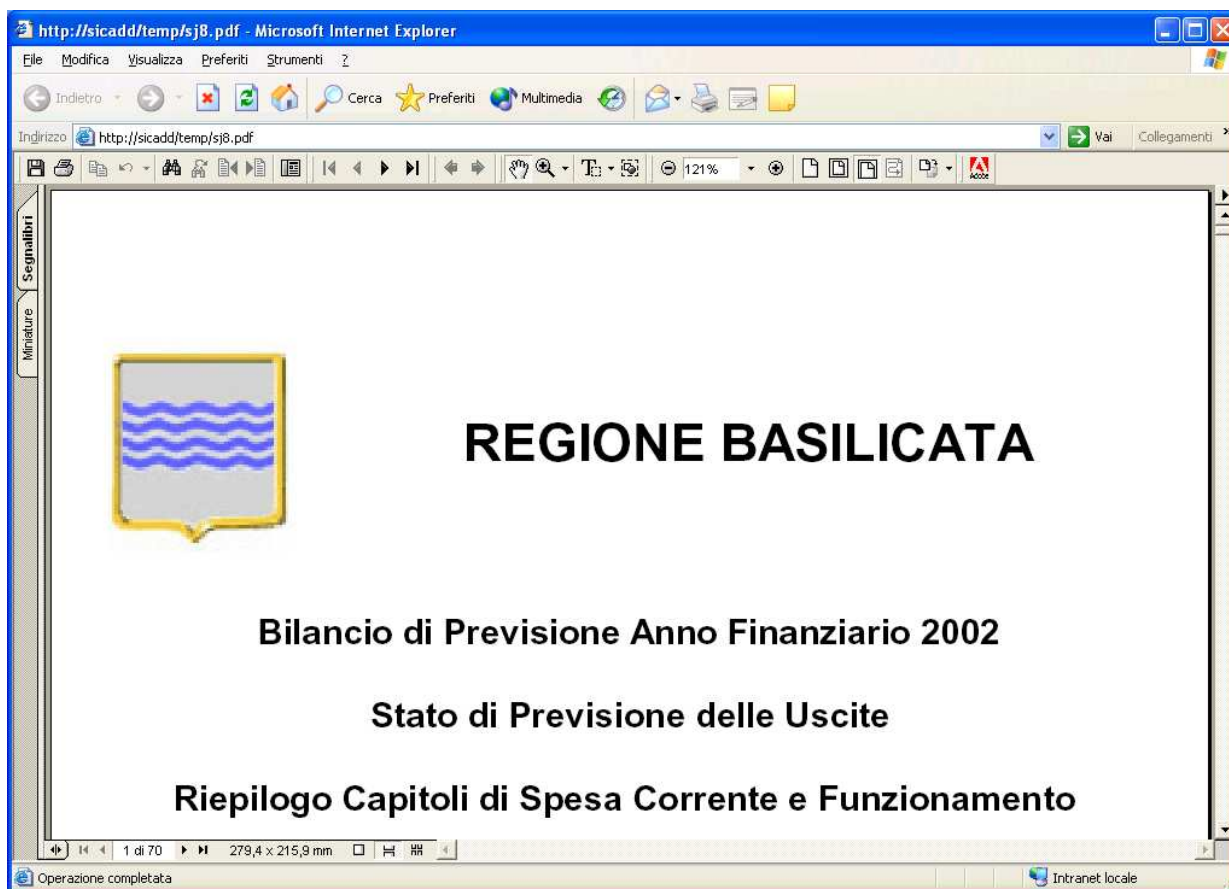 http://sicadd/temp/sj8.pdf - Microsoft Internet Explorer
File Modifica Visualizza Preferiti Strumenti ?
Indietro Cerca Preferiti Multimedia
Indirizzo http://sicadd/temp/sj8.pdf Vai Collegamenti
121% Adobe
Segnalibri
Miniature
REGIONE BASILICATA
Bilancio di Previsione Anno Finanziario 2002
Stato di Previsione delle Uscite
Riepilogo Capitoli di Spesa Corrente e Funzionamento
1 di 70 279,4 x 215,9 mm
Operazione completata Intranet locale